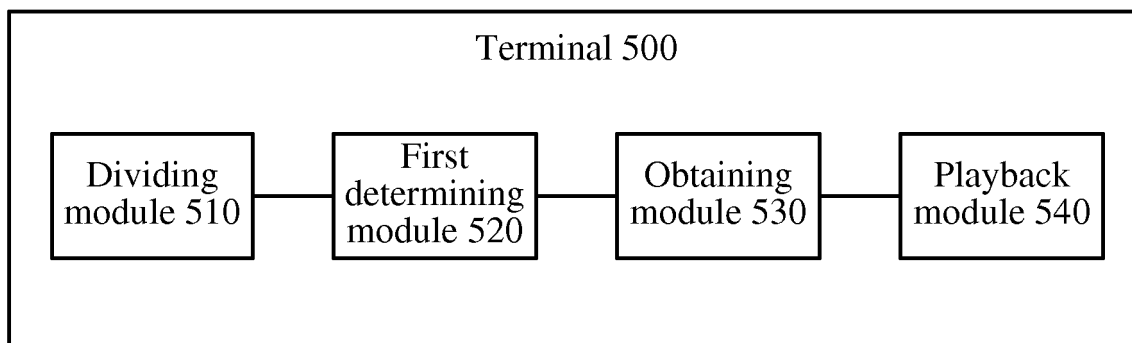 Terminal 500
Dividing
module 510
First
determining
module 520
Obtaining
module 530
Playback
module 540